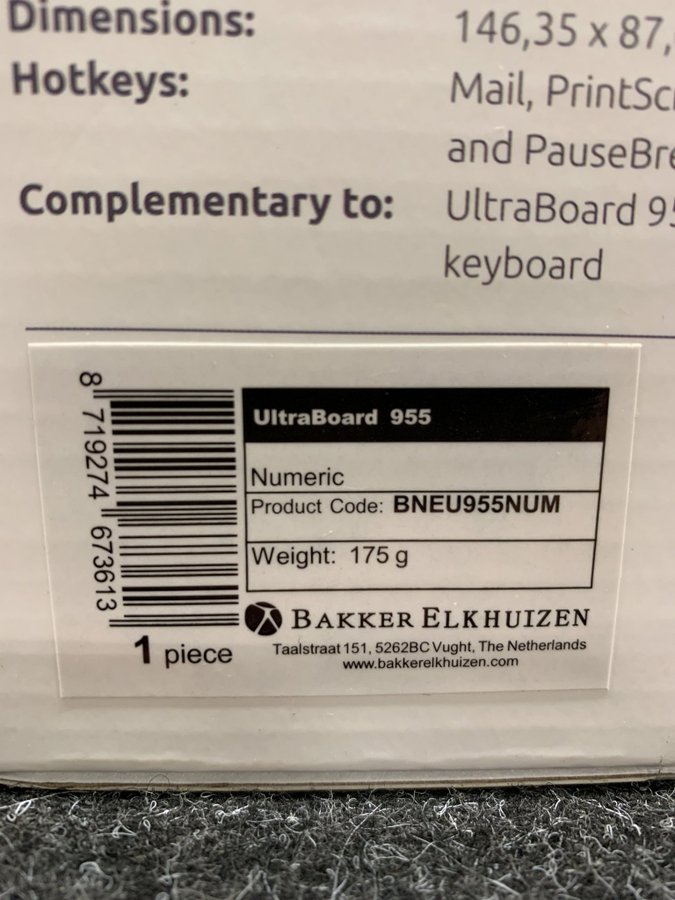 Dimensions: 146,35 x 87,
Hotkeys: Mail, PrintSc
and PauseBre
Complementary to: UltraBoard 95
keyboard
8 719274 673613
1 piece
UltraBoard 955
Numeric
Product Code: BNEU955NUM
Weight: 175 g
BAKKER ELKHUIZEN
Taalstraat 151, 5262BC Vught, The Netherlands
www.bakkerelkhuizen.com